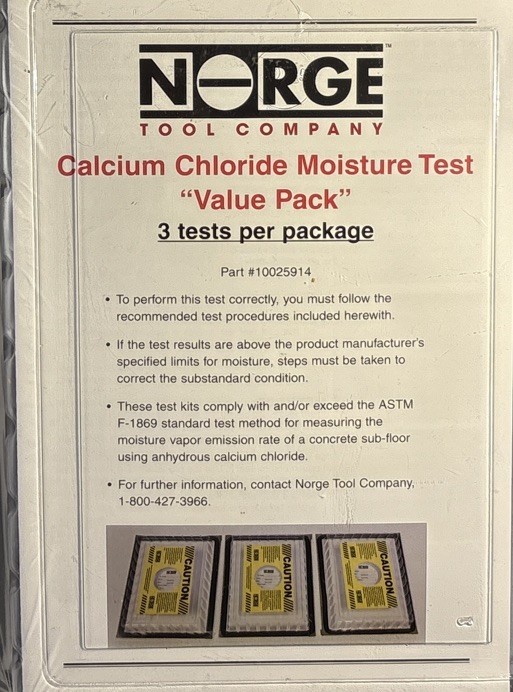 NORGE™
TOOL COMPANY
Calcium Chloride Moisture Test
“Value Pack”
3 tests per package
Part #10025914
• To perform this test correctly, you must follow the
recommended test procedures included herewith.
• If the test results are above the product manufacturer's
specified limits for moisture, steps must be taken to
correct the substandard condition.
• These test kits comply with and/or exceed the ASTM
F-1869 standard test method for measuring the
moisture vapor emission rate of a concrete sub-floor
using anhydrous calcium chloride.
• For further information, contact Norge Tool Company,
1-800-427-3966.
CAUTION
CAUTION
CAUTION